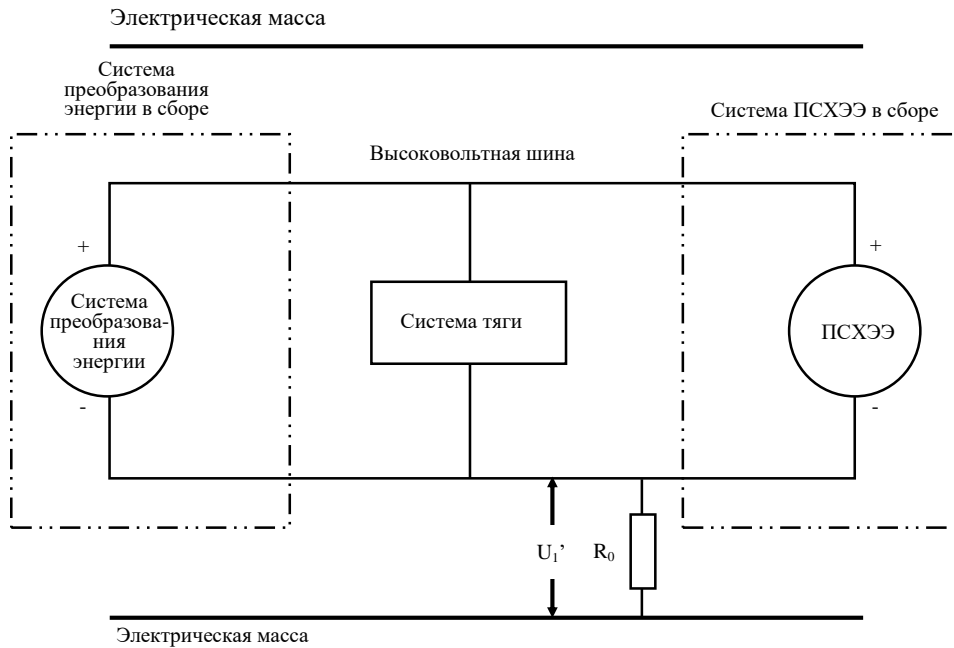 Электрическая масса
Система
преобразования
энергии в сборе
Система ПСХЭЭ в сборе
Высоковольтная шина
+
+
Система
преобразова-
ния
энергии
Система тяги
ПСХЭЭ
-
-
U₁’
R₀
Электрическая масса